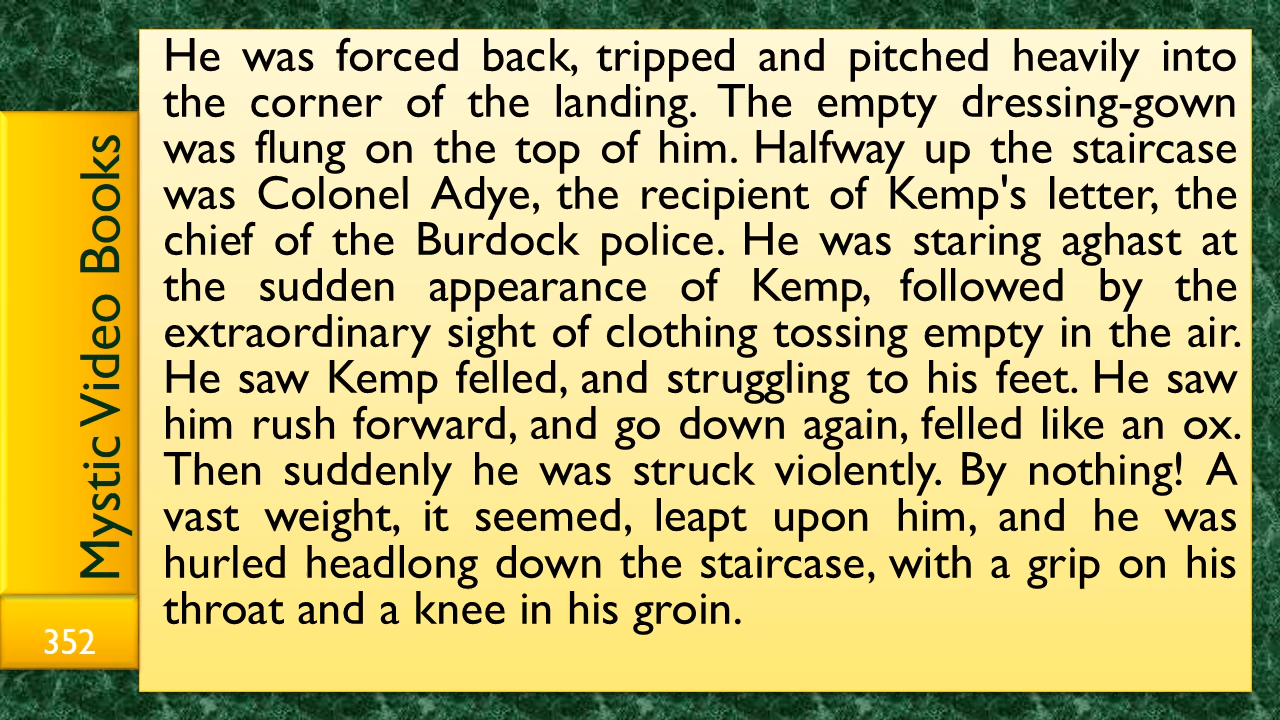 He was forced back, tripped and pitched heavily into
the corner of the landing. The empty dressing-gown
was flung on the top of him. Halfway up the staircase
was Colonel Adye, the recipient of Kemp's letter, the
chief of the Burdock police. He was staring aghast at
the sudden appearance of Kemp, followed by the
extraordinary sight of clothing tossing empty in the air.
He saw Kemp felled, and struggling to his feet. He saw
him rush forward, and go down again, felled like an ox.
Then suddenly he was struck violently. By nothing! A
vast weight, it seemed, leapt upon him, and he was
hurled headlong down the staircase, with a grip on his
throat and a knee in his groin.
Mystic Video Books
352